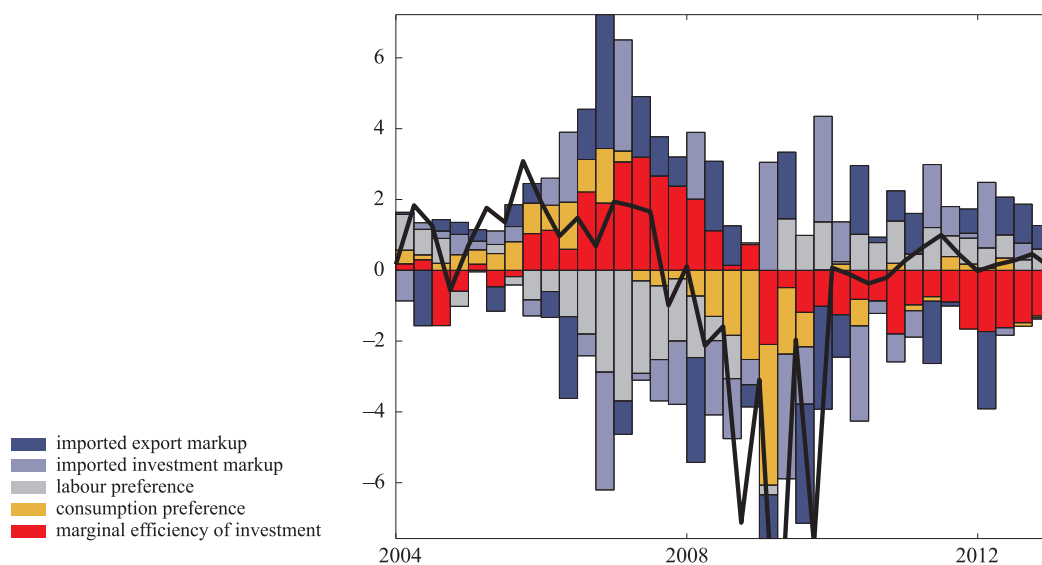 6
4
2
0
−2
−4
−6
2004
2008
2012
imported export markup
imported investment markup
labour preference
consumption preference
marginal efficiency of investment